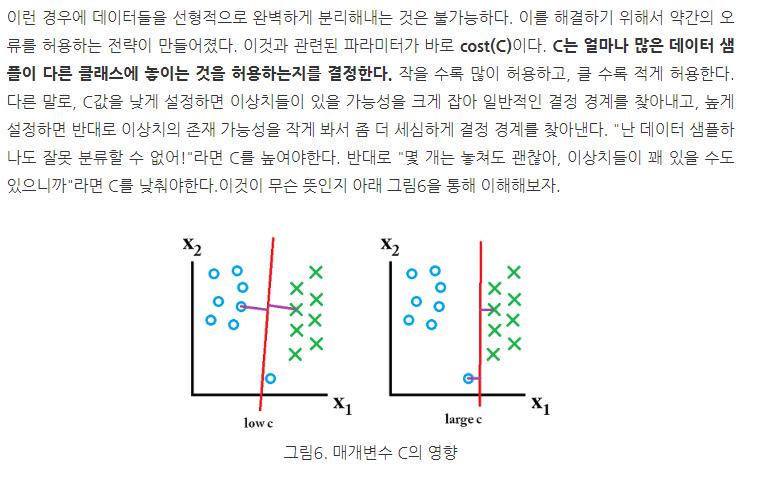 이런 경우에 데이터들을 선형적으로 완벽하게 분리해내는 것은 불가능하다. 이를 해결하기 위해서 약간의 오
류를 허용하는 전략이 만들어졌다. 이것과 관련된 파라미터가 바로 cost(C)이다. C는 얼마나 많은 데이터 샘
플이 다른 클래스에 놓이는 것을 허용하는지를 결정한다. 작을 수록 많이 허용하고, 클 수록 적게 허용한다.
다른 말로, C값을 낮게 설정하면 이상치들이 있을 가능성을 크게 잡아 일반적인 결정 경계를 찾아내고, 높게
설정하면 반대로 이상치의 존재 가능성을 작게 봐서 좀 더 세심하게 결정 경계를 찾아낸다. "난 데이터 샘플하
나도 잘못 분류할 수 없어!"라면 C를 높여야한다. 반대로 "몇 개는 놓쳐도 괜찮아, 이상치들이 꽤 있을 수도
있으니까"라면 C를 낮춰야한다.이것이 무슨 뜻인지 아래 그림6을 통해 이해해보자.
X2 X2
X1 X1
low c large c
그림6. 매개변수 C의 영향